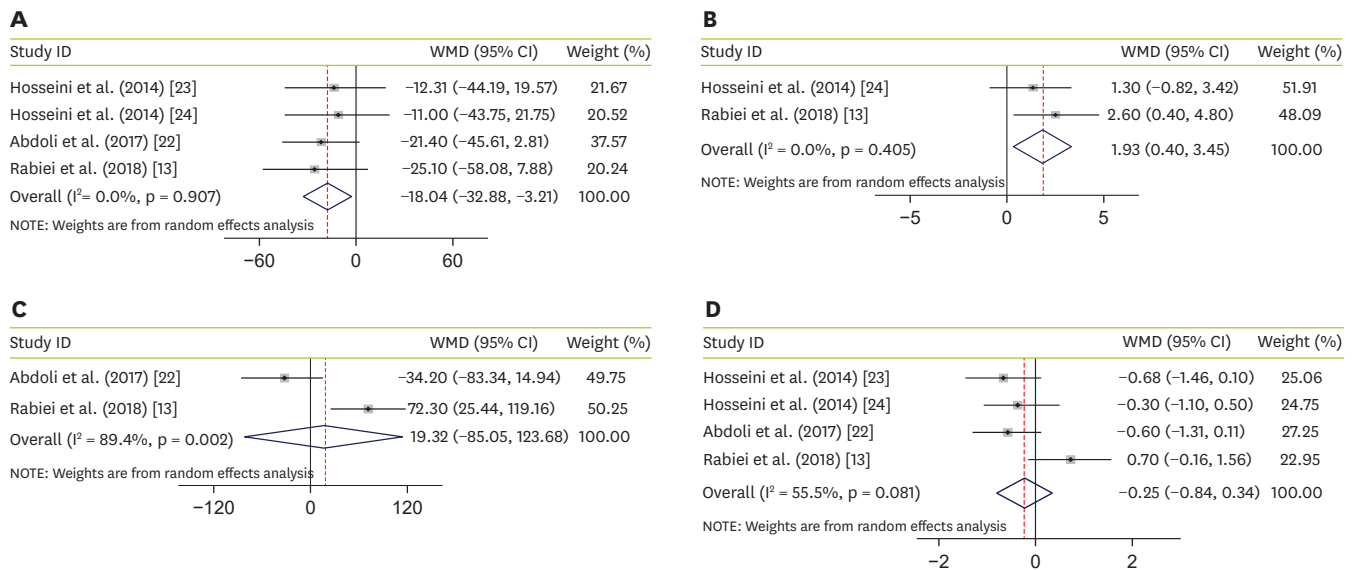 A
Study ID WMD (95% CI) Weight (%)
Hosseini et al. (2014) [23] −12.31 (−44.19, 19.57) 21.67
Hosseini et al. (2014) [24] −11.00 (−43.75, 21.75) 20.52
Abdoli et al. (2017) [22] −21.40 (−45.61, 2.81) 37.57
Rabiei et al. (2018) [13] −25.10 (−58.08, 7.88) 20.24
Overall (I²= 0.0%, p = 0.907) −18.04 (−32.88, −3.21) 100.00
NOTE: Weights are from random effects analysis
−60 0 60
B
Study ID WMD (95% CI) Weight (%)
Hosseini et al. (2014) [24] 1.30 (−0.82, 3.42) 51.91
Rabiei et al. (2018) [13] 2.60 (0.40, 4.80) 48.09
Overall (I² = 0.0%, p = 0.405) 1.93 (0.40, 3.45) 100.00
NOTE: Weights are from random effects analysis
−5 0 5
C
Study ID WMD (95% CI) Weight (%)
Abdoli et al. (2017) [22] −34.20 (−83.34, 14.94) 49.75
Rabiei et al. (2018) [13] 72.30 (25.44, 119.16) 50.25
Overall (I² = 89.4%, p = 0.002) 19.32 (−85.05, 123.68) 100.00
NOTE: Weights are from random effects analysis
−120 0 120
D
Study ID WMD (95% CI) Weight (%)
Hosseini et al. (2014) [23] −0.68 (−1.46, 0.10) 25.06
Hosseini et al. (2014) [24] −0.30 (−1.10, 0.50) 24.75
Abdoli et al. (2017) [22] −0.60 (−1.31, 0.11) 27.25
Rabiei et al. (2018) [13] 0.70 (−0.16, 1.56) 22.95
Overall (I² = 55.5%, p = 0.081) −0.25 (−0.84, 0.34) 100.00
NOTE: Weights are from random effects analysis
−2 0 2